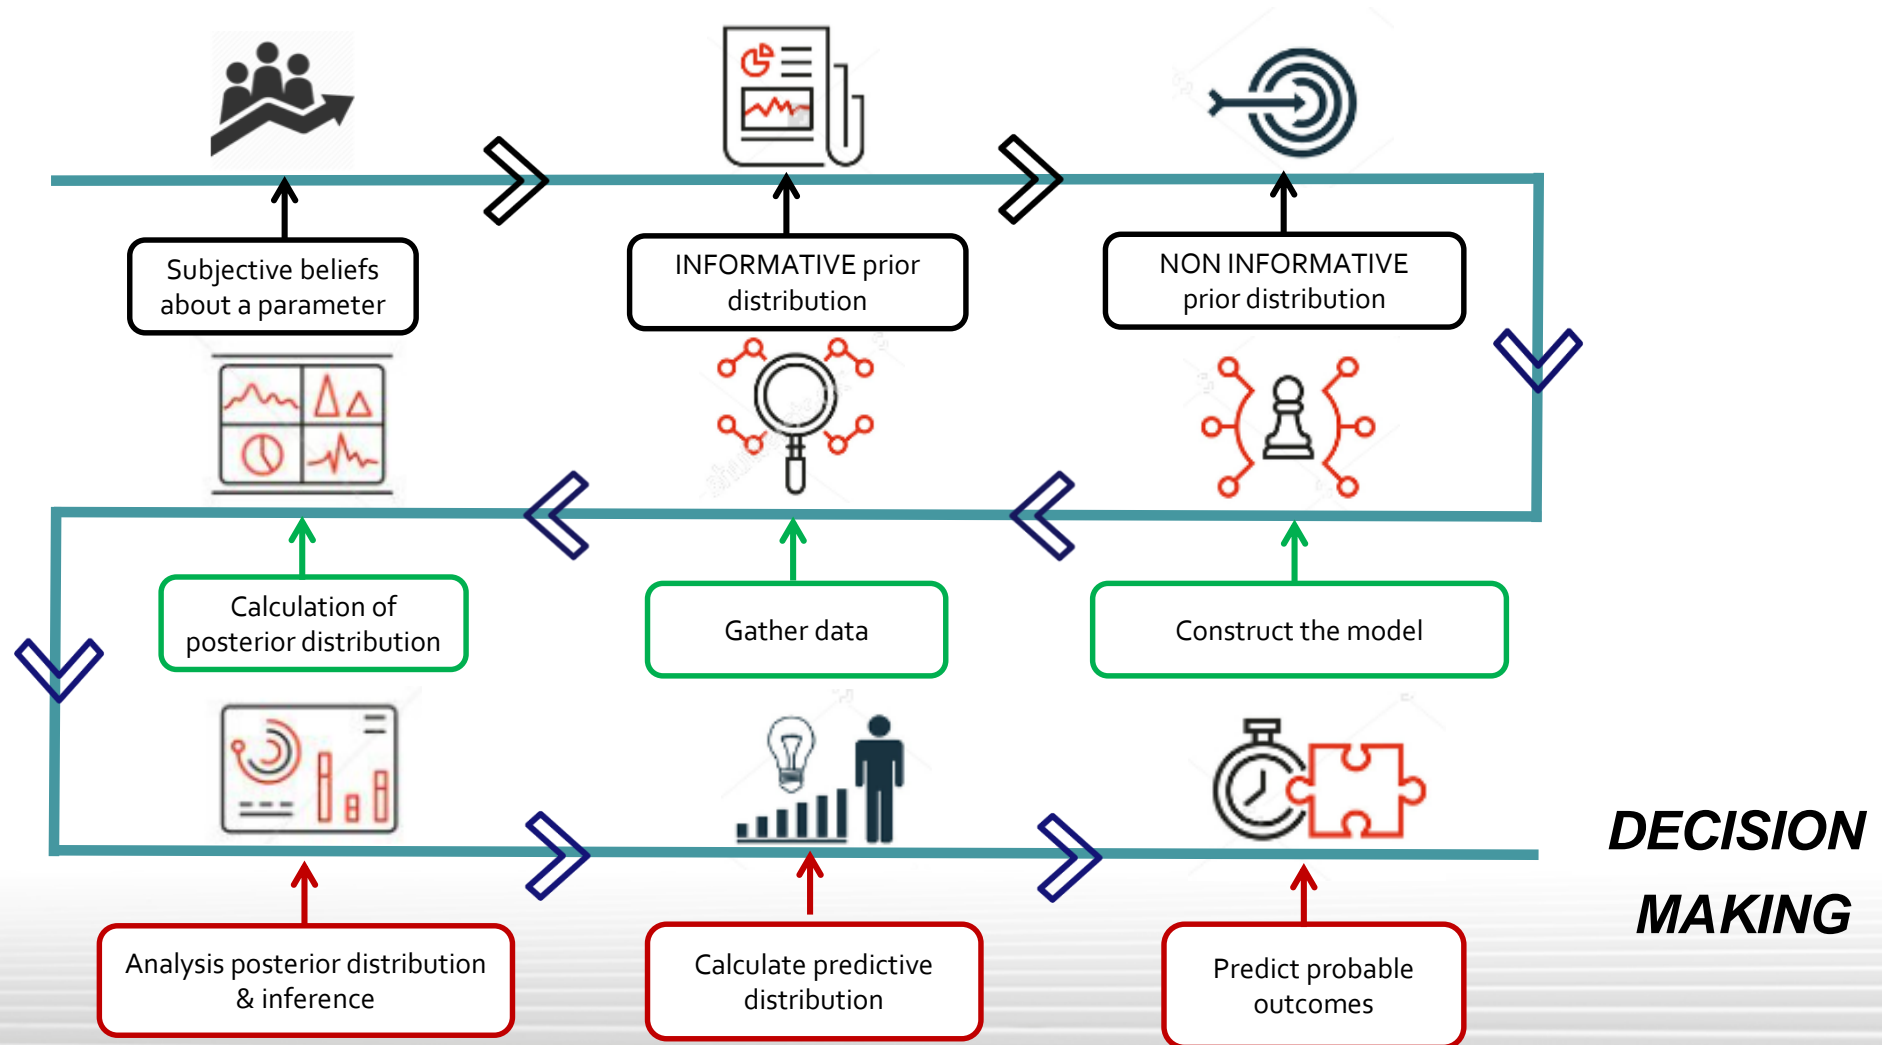 Subjective beliefs
about a parameter
INFORMATIVE prior
distribution
NON INFORMATIVE
prior distribution
Calculation of
posterior distribution
Gather data
Construct the model
Analysis posterior distribution
& inference
Calculate predictive
distribution
Predict probable
outcomes
DECISION
MAKING